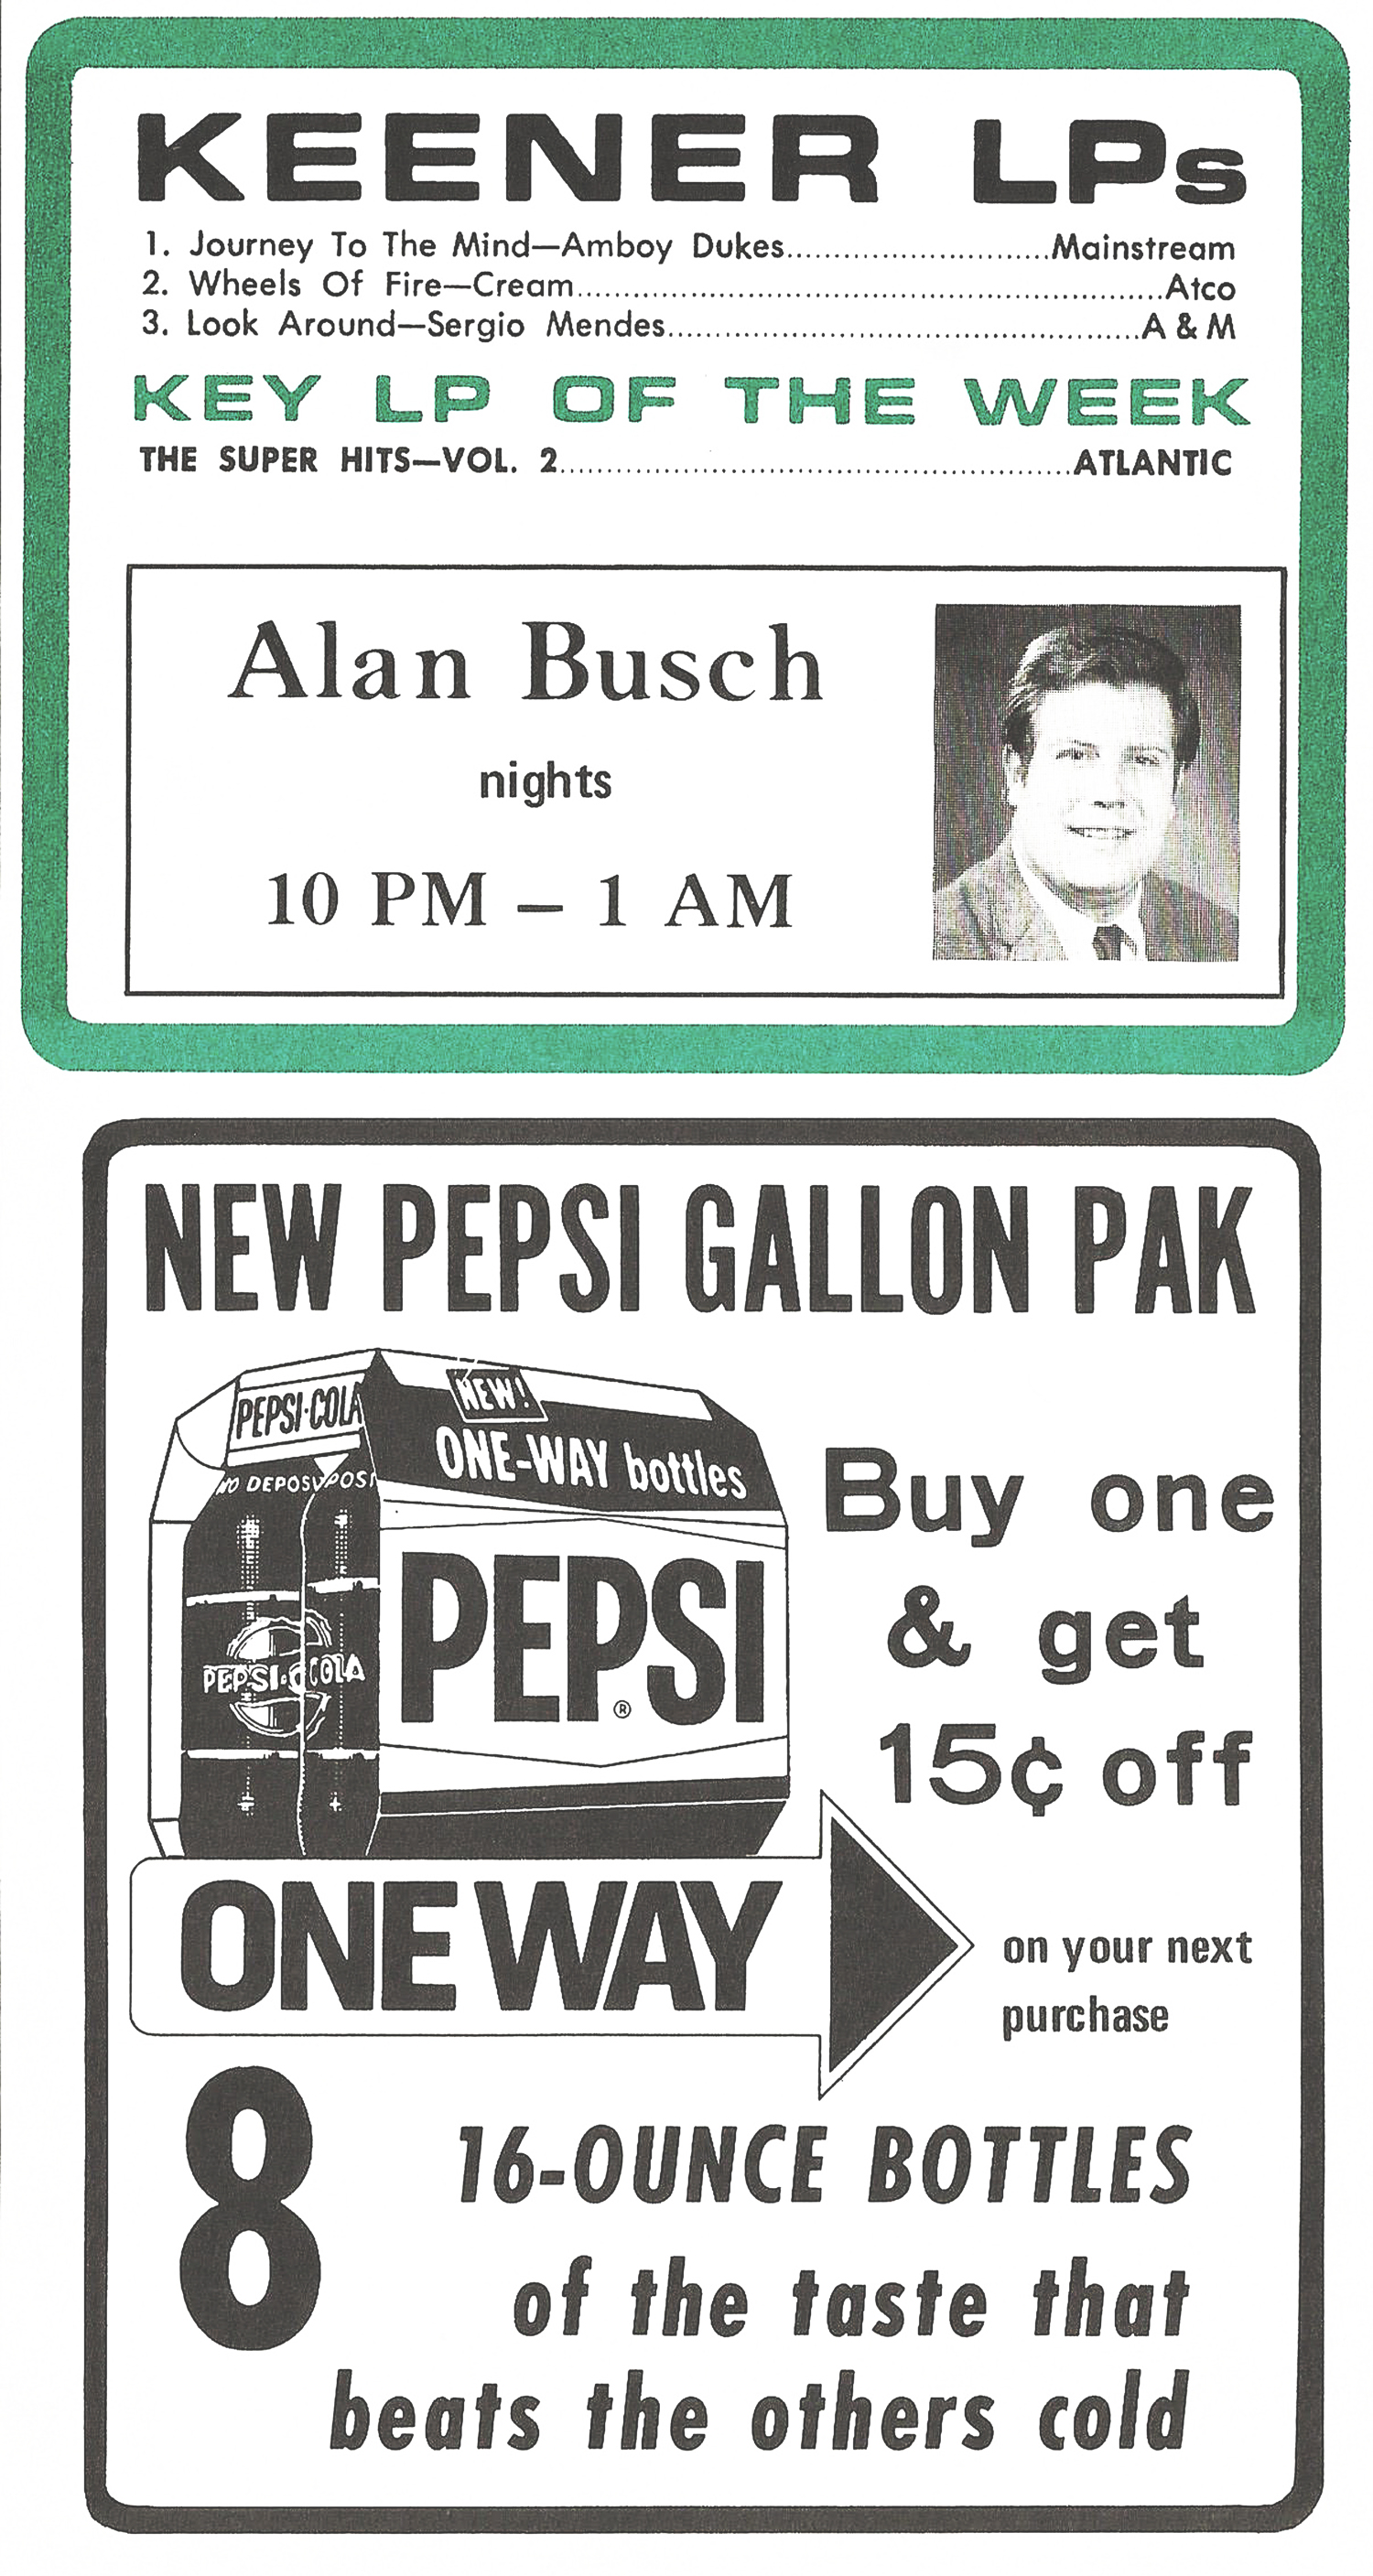 KEENER LPs
1. Journey To The Mind—Amboy Dukes............................Mainstream
2. Wheels Of Fire—Cream..............................................................Atco
3. Look Around—Sergio Mendes..................................................A & M
KEY LP OF THE WEEK
THE SUPER HITS—VOL. 2......................................................ATLANTIC
Alan Busch
nights
10 PM – 1 AM
NEW PEPSI GALLON PAK
PEPSI-COLA
NEW!
ONE-WAY bottles
NO DEPOS
POSI
PEPSI
®
PEPSI-COLA
Buy one
& get
15¢ off
ONE WAY
on your next
purchase
8
16-OUNCE BOTTLES
of the taste that
beats the others cold